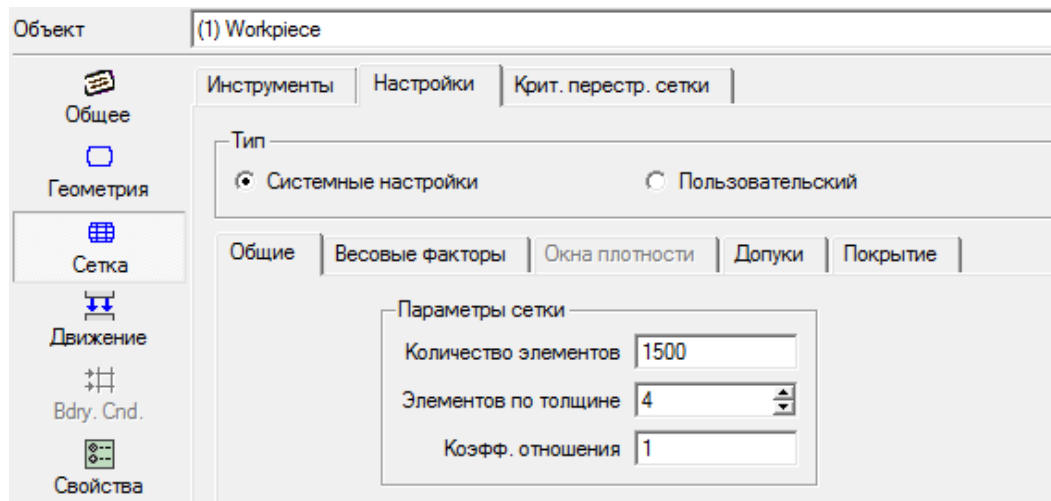 Объект (1) Workpiece
Инструменты Настройки Крит. перестр. сетки
Общее
Тип
Системные настройки Пользовательский
Геометрия
Общие Весовые факторы Окна плотности Допуки Покрытие
Сетка
Параметры сетки
Количество элементов 1500
Движение
Элементов по толщине 4
Bdry. Cnd.
Коэфф. отношения 1
Свойства